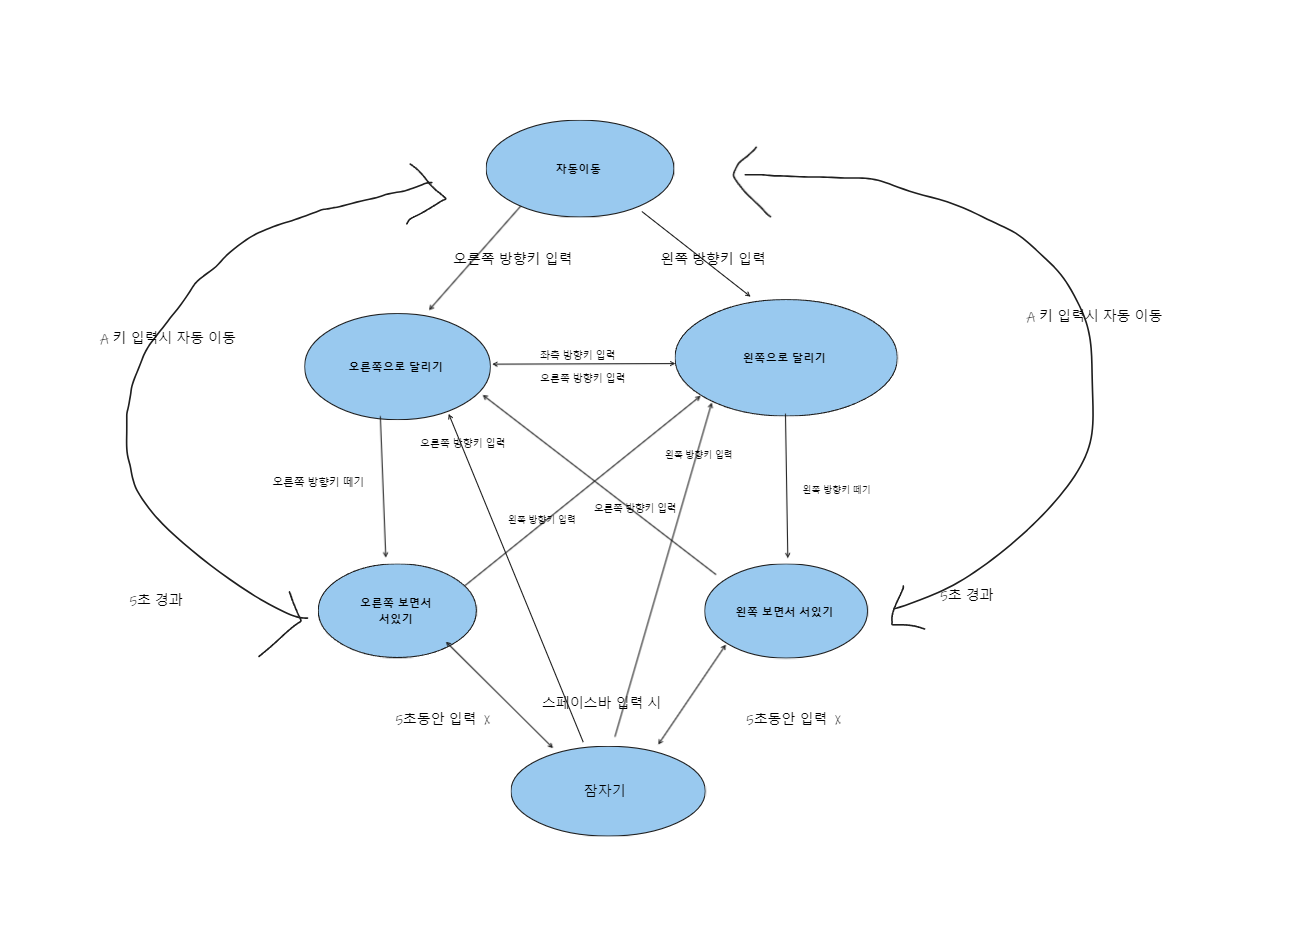 자동이동
오른쪽 방향키 입력
왼쪽 방향키 입력
A 키 입력시 자동 이동
A 키 입력시 자동 이동
오른쪽으로 달리기
좌측 방향키 입력
오른쪽 방향키 입력
왼쪽으로 달리기
오른쪽 방향키 입력
왼쪽 방향키 입력
오른쪽 방향키 떼기
왼쪽 방향키 떼기
왼쪽 방향키 입력
오른쪽 방향키 입력
5초 경과
5초 경과
오른쪽 보면서
서있기
왼쪽 보면서 서있기
스페이스바 입력 시
5초동안 입력 X
5초동안 입력 X
잠자기